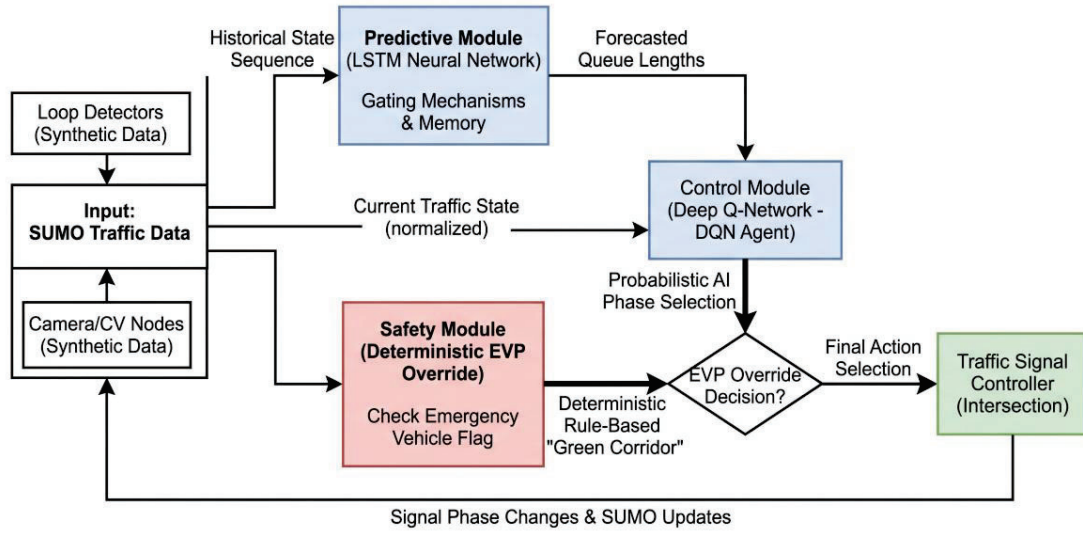 Historical State
Sequence
Predictive Module
(LSTM Neural Network)
Gating Mechanisms
& Memory
Forecasted
Queue Lengths
Loop Detectors
(Synthetic Data)
Input:
SUMO Traffic Data
Camera/CV Nodes
(Synthetic Data)
Current Traffic State
(normalized)
Control Module
(Deep Q-Network -
DQN Agent)
Probabilistic AI
Phase Selection
Safety Module
(Deterministic EVP
Override)
Check Emergency
Vehicle Flag
Deterministic
Rule-Based
"Green Corridor"
EVP Override
Decision?
Final Action
Selection
Traffic Signal
Controller
(Intersection)
Signal Phase Changes & SUMO Updates